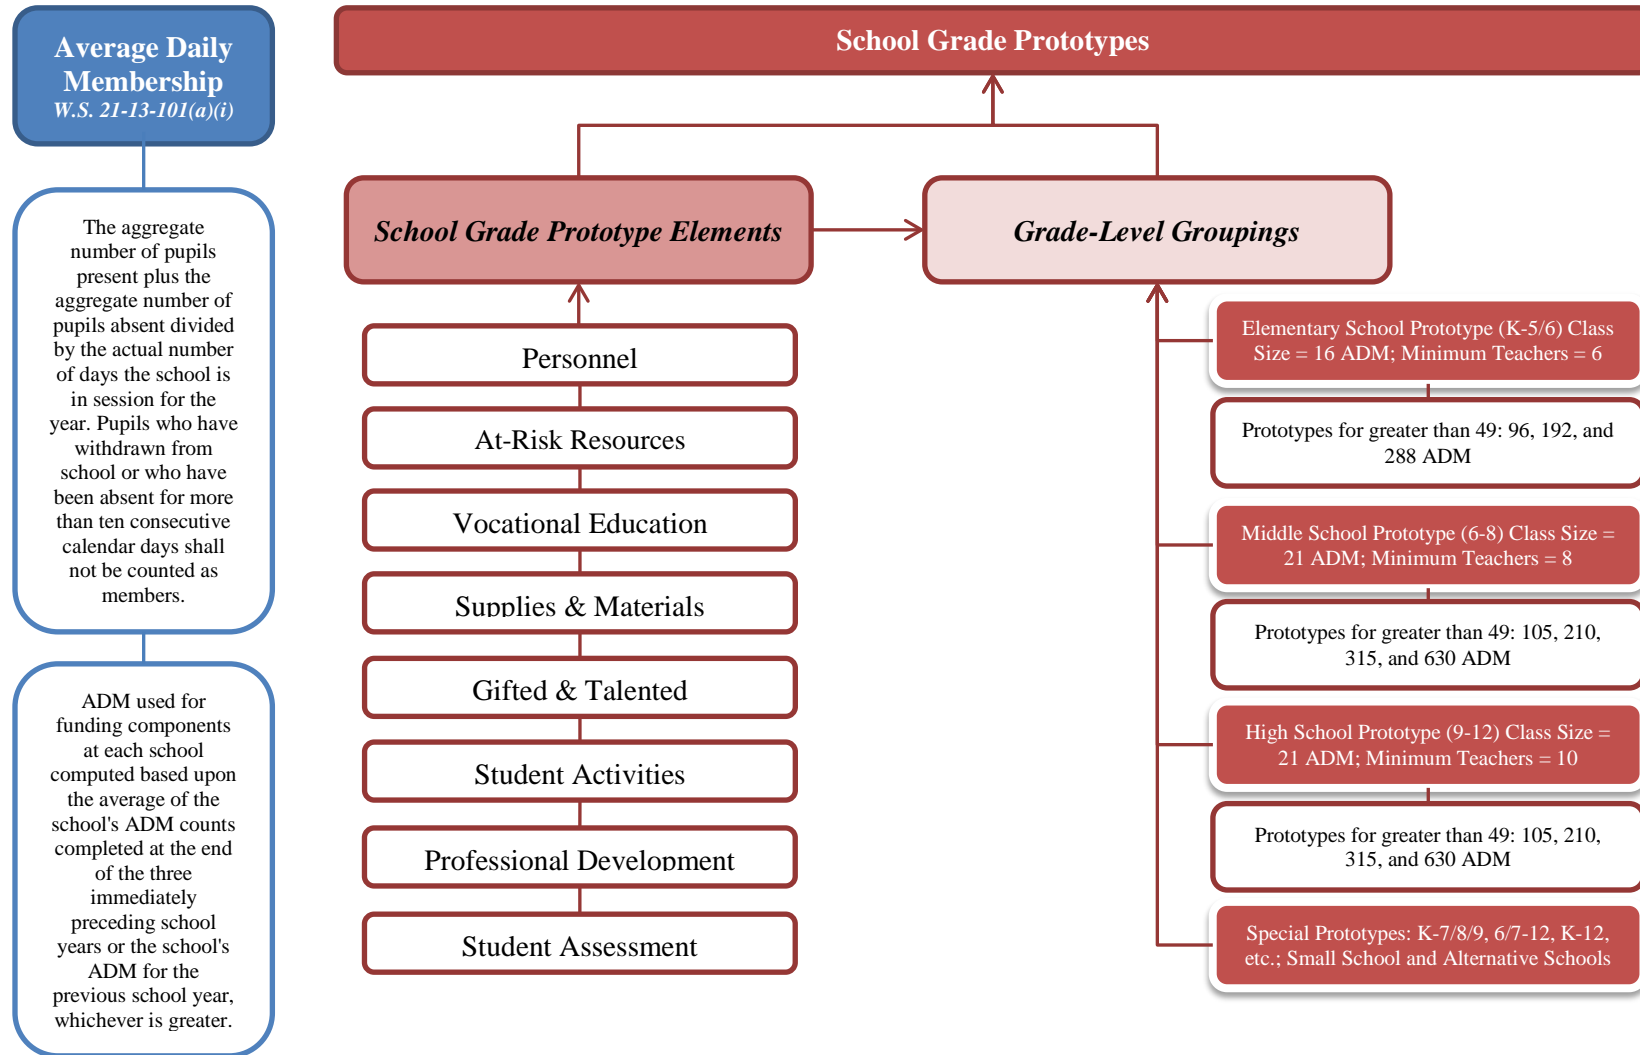 Average Daily
Membership
W.S. 21-13-101(a)(i)
The aggregate
number of pupils
present plus the
aggregate number of
pupils absent divided
by the actual number
of days the school is
in session for the
year. Pupils who have
withdrawn from
school or who have
been absent for more
than ten consecutive
calendar days shall
not be counted as
members.
ADM used for
funding components
at each school
computed based upon
the average of the
school's ADM counts
completed at the end
of the three
immediately
preceding school
years or the school's
ADM for the
previous school year,
whichever is greater.
School Grade Prototypes
School Grade Prototype Elements
Personnel
At-Risk Resources
Vocational Education
Supplies & Materials
Gifted & Talented
Student Activities
Professional Development
Student Assessment
Grade-Level Groupings
Elementary School Prototype (K-5/6) Class
Size = 16 ADM; Minimum Teachers = 6
Prototypes for greater than 49: 96, 192, and
288 ADM
Middle School Prototype (6-8) Class Size =
21 ADM; Minimum Teachers = 8
Prototypes for greater than 49: 105, 210,
315, and 630 ADM
High School Prototype (9-12) Class Size =
21 ADM; Minimum Teachers = 10
Prototypes for greater than 49: 105, 210,
315, and 630 ADM
Special Prototypes: K-7/8/9, 6/7-12, K-12,
etc.; Small School and Alternative Schools